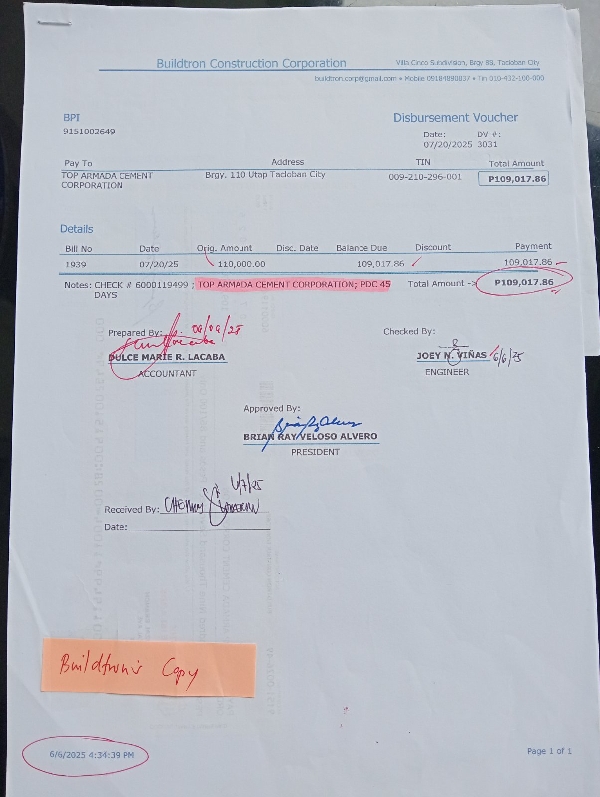 Buildtron Construction Corporation
Villa Cinco Subdivision, Brgy 83, Tacloban City
buildtron.corp@gmail.com • Mobile 09184890837 • Tin 010-432-100-000
BPI
9151002649
Disbursement Voucher
Date: DV #:
07/20/2025 3031
Pay To Address TIN Total Amount
TOP ARMADA CEMENT CORPORATION Brgy. 110 Utap Tacloban City 009-210-296-001 P109,017.86
Details
Bill No Date Orig. Amount Disc. Date Balance Due Discount Payment
1939 07/20/25 110,000.00 109,017.86 109,017.86
Notes: CHECK # 6000119499 ; TOP ARMADA CEMENT CORPORATION; PDC 45 DAYS Total Amount -> P109,017.86
Prepared By: 06/06/25
DULCE MARIE R. LACABA
ACCOUNTANT
Checked By:
JOEY N. VIÑAS 6/6/25
ENGINEER
Approved By:
BRIAN RAY VELOSO ALVERO
PRESIDENT
Received By:
Date:
Buildtron's Copy
6/6/2025 4:34:39 PM
Page 1 of 1